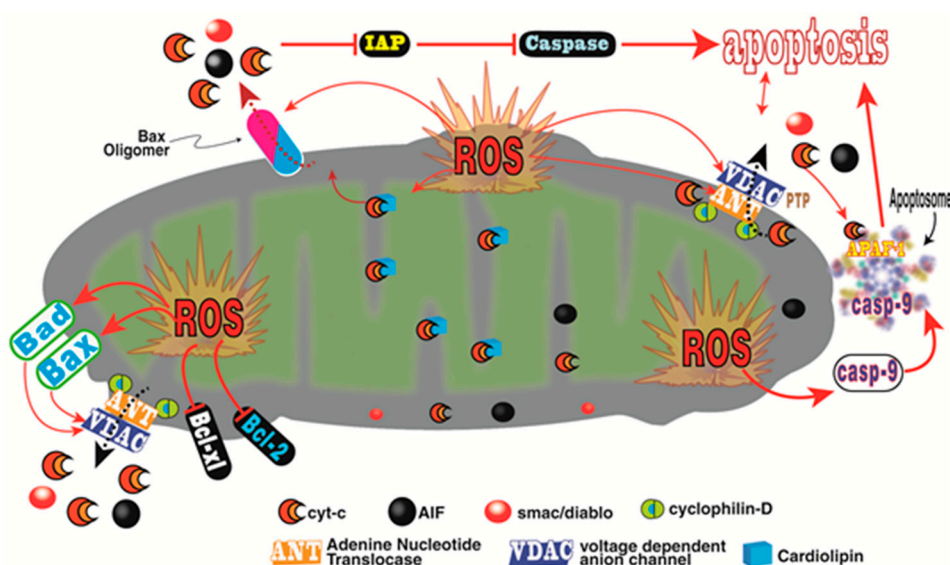 IAP
Caspase
apoptosis
Bax
Oligomer
ROS
VDAC
ANT
PTP
Apoptosome
APAF-1
casp-9
Bad
Bax
ROS
ROS
casp-9
ANT
VDAC
Bcl-xl
Bcl-2
cyt-c
AIF
smac/diablo
cyclophilin-D
ANT
Adenine Nucleotide
Translocase
VDAC
voltage dependent
anion channel
Cardiolipin